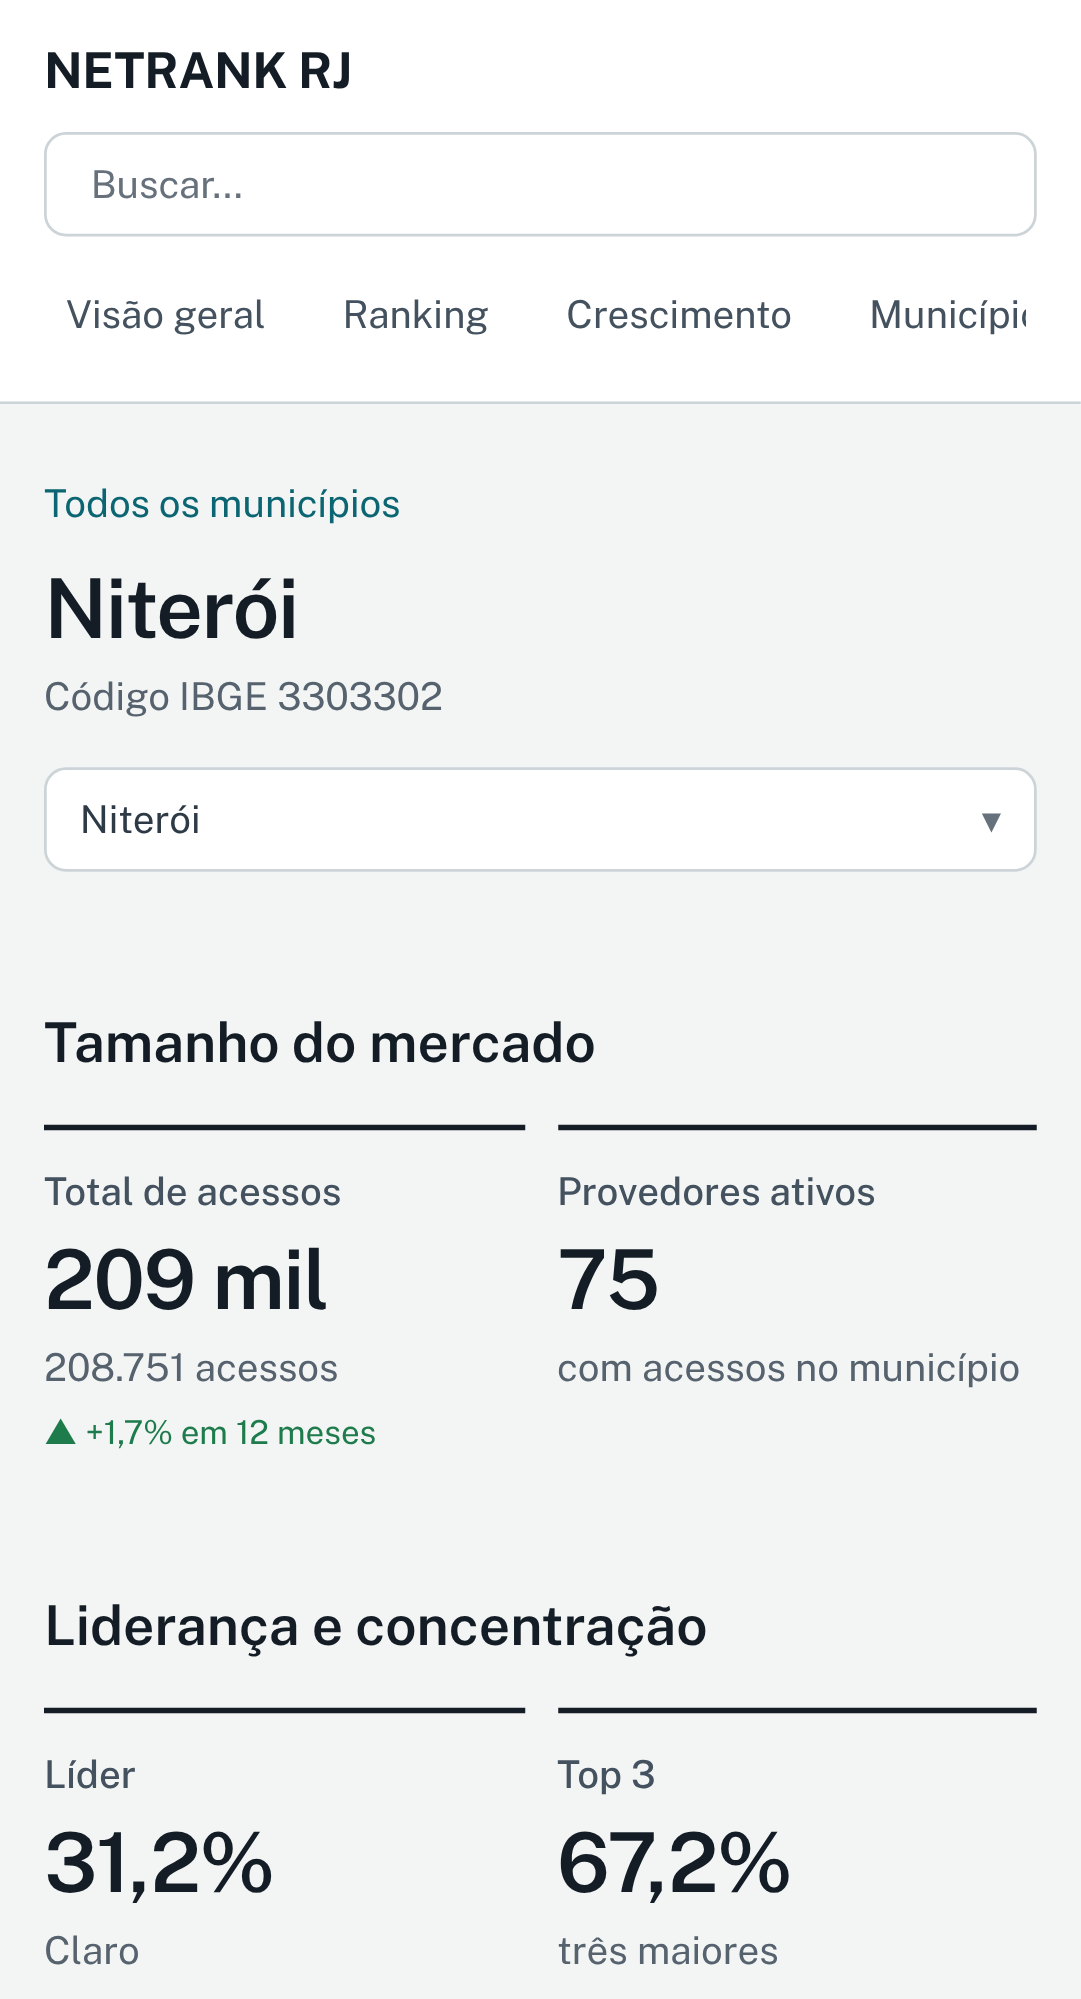 NETRANK RJ
Buscar...
Visão geral Ranking Crescimento
Todos os municípios
Niterói
Código IBGE 3303302
Niterói ▼
Tamanho do mercado
Total de acessos
209 mil
208.751 acessos
▲ +1,7% em 12 meses
Provedores ativos
75
com acessos no município
Liderança e concentração
Líder
31,2%
Claro
Top 3
67,2%
três maiores